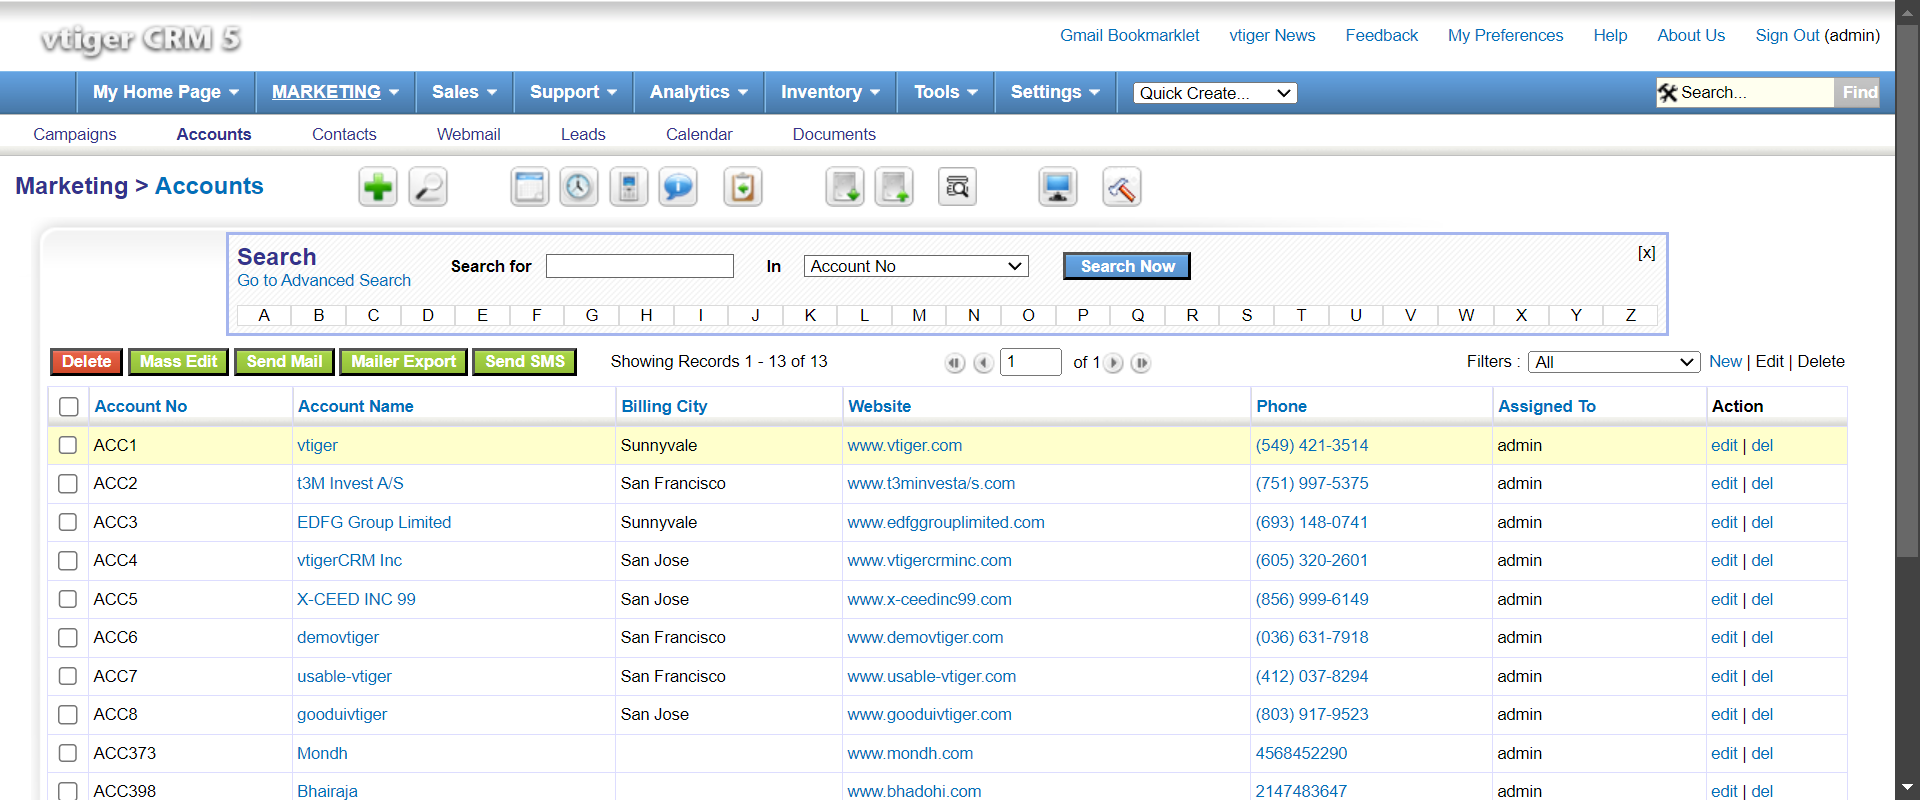 vtiger CRM 5
Gmail Bookmarklet vtiger News Feedback My Preferences Help About Us Sign Out (admin)
My Home Page MARKETING Sales Support Analytics Inventory Tools Settings Quick Create... Search... Find
Campaigns Accounts Contacts Webmail Leads Calendar Documents
Marketing > Accounts
Search
Go to Advanced Search
Search for In Account No Search Now [x]
A B C D E F G H I J K L M N O P Q R S T U V W X Y Z
Delete Mass Edit Send Mail Mailer Export Send SMS Showing Records 1 - 13 of 13 1 of 1 Filters : All New | Edit | Delete
Account No Account Name Billing City Website Phone Assigned To Action
ACC1 vtiger Sunnyvale www.vtiger.com (549) 421-3514 admin edit | del
ACC2 t3M Invest A/S San Francisco www.t3minvesta/s.com (751) 997-5375 admin edit | del
ACC3 EDFG Group Limited Sunnyvale www.edfggrouplimited.com (693) 148-0741 admin edit | del
ACC4 vtigerCRM Inc San Jose www.vtigercrminc.com (605) 320-2601 admin edit | del
ACC5 X-CEED INC 99 San Jose www.x-ceedinc99.com (856) 999-6149 admin edit | del
ACC6 demovtiger San Francisco www.demovtiger.com (036) 631-7918 admin edit | del
ACC7 usable-vtiger San Francisco www.usable-vtiger.com (412) 037-8294 admin edit | del
ACC8 gooduivtiger San Jose www.gooduivtiger.com (803) 917-9523 admin edit | del
ACC373 Mondh www.mondh.com 4568452290 admin edit | del
ACC398 Bhairaja www.bhadohi.com 2147483647 admin edit | del